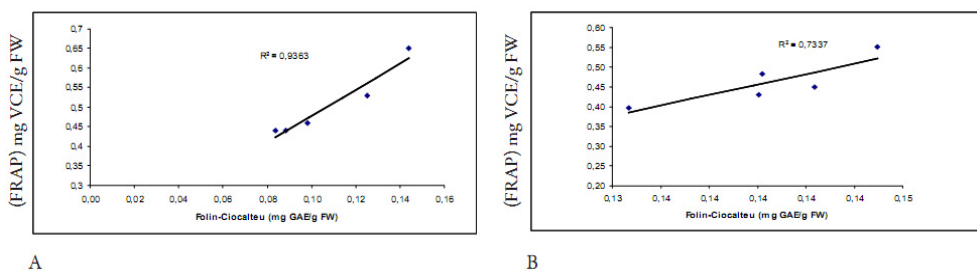 (FRAP) mg VCE/g FW
0,7
0,65
0,6
0,55
0,5
0,45
0,4
0,35
0,3
R² = 0,9363
0,00 0,02 0,04 0,06 0,08 0,10 0,12 0,14 0,16
Folin-Ciocalteu (mg GAE/g FW)
A
(FRAP) mg VCE/g FW
0,60
0,55
0,50
0,45
0,40
0,35
0,30
0,25
0,20
R² = 0,7337
0,13 0,14 0,14 0,14 0,14 0,14 0,15
Folin-Ciocalteu (mg GAE/g FW)
B